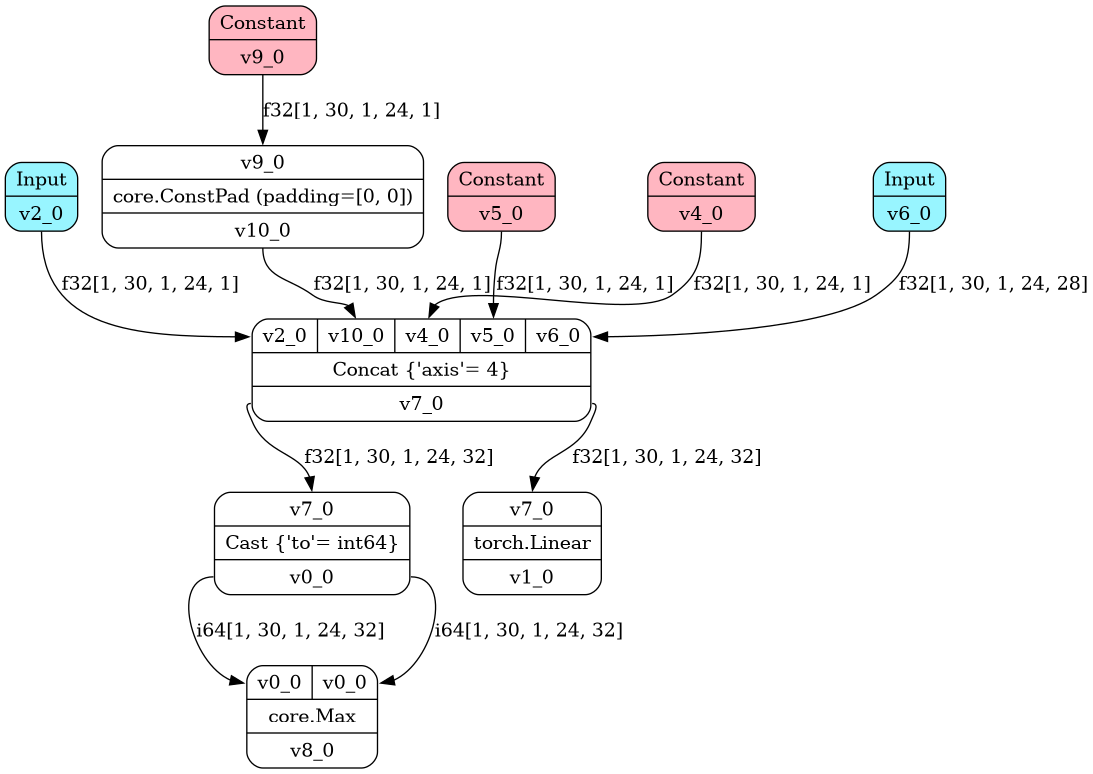 Constant
v9_0
f32[1, 30, 1, 24, 1]
Input
v2_0
v9_0
core.ConstPad (padding=[0, 0])
v10_0
Constant
v5_0
Constant
v4_0
Input
v6_0
f32[1, 30, 1, 24, 1]
f32[1, 30, 1, 24, 1]
f32[1, 30, 1, 24, 1]
f32[1, 30, 1, 24, 1]
f32[1, 30, 1, 24, 28]
v2_0 v10_0 v4_0 v5_0 v6_0
Concat {'axis'= 4}
v7_0
f32[1, 30, 1, 24, 32]
f32[1, 30, 1, 24, 32]
v7_0
Cast {'to'= int64}
v0_0
v7_0
torch.Linear
v1_0
i64[1, 30, 1, 24, 32]
i64[1, 30, 1, 24, 32]
v0_0 v0_0
core.Max
v8_0